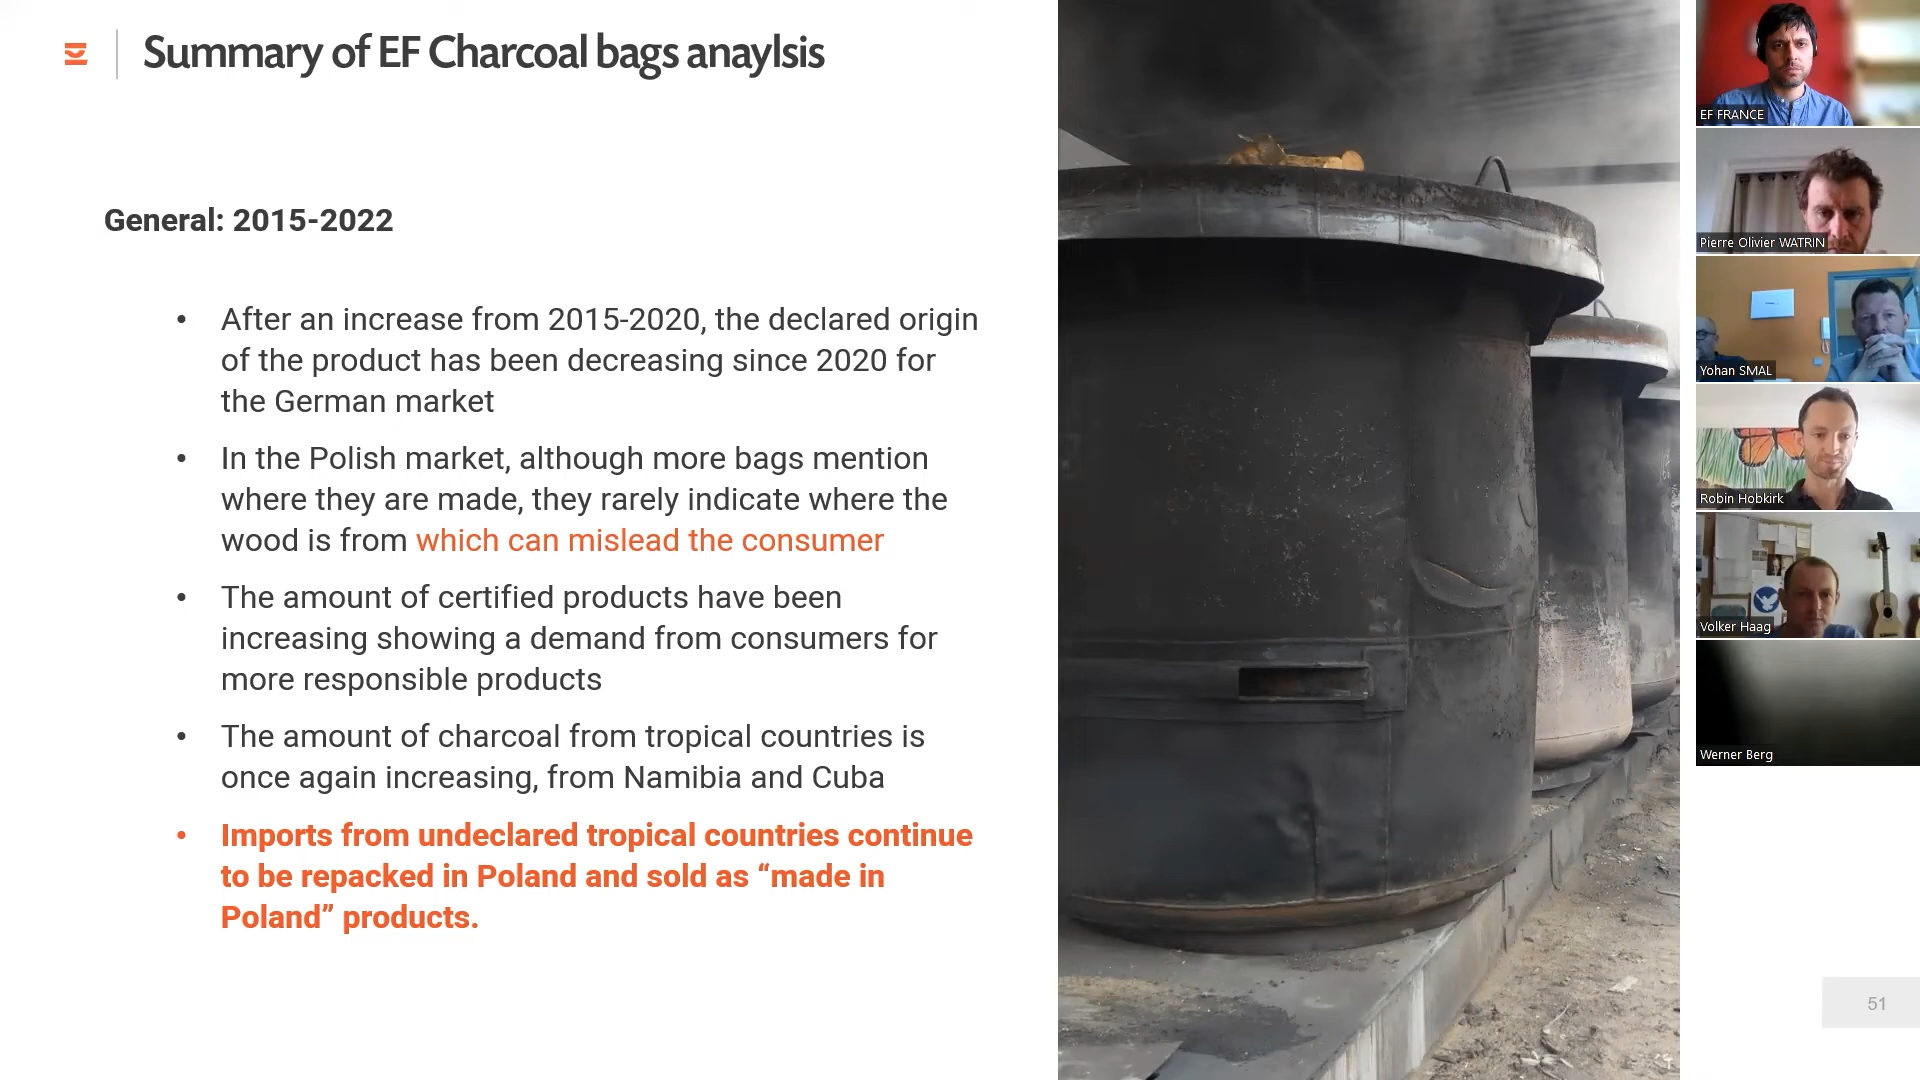 Summary of EF Charcoal bags anaylsis
General: 2015-2022
• After an increase from 2015-2020, the declared origin
of the product has been decreasing since 2020 for
the German market
• In the Polish market, although more bags mention
where they are made, they rarely indicate where the
wood is from which can mislead the consumer
• The amount of certified products have been
increasing showing a demand from consumers for
more responsible products
• The amount of charcoal from tropical countries is
once again increasing, from Namibia and Cuba
• Imports from undeclared tropical countries continue
to be repacked in Poland and sold as “made in
Poland” products.
EF FRANCE
Pierre Olivier WATRIN
Yohan SMAL
Robin Hobkirk
Volker Haag
Werner Berg
51